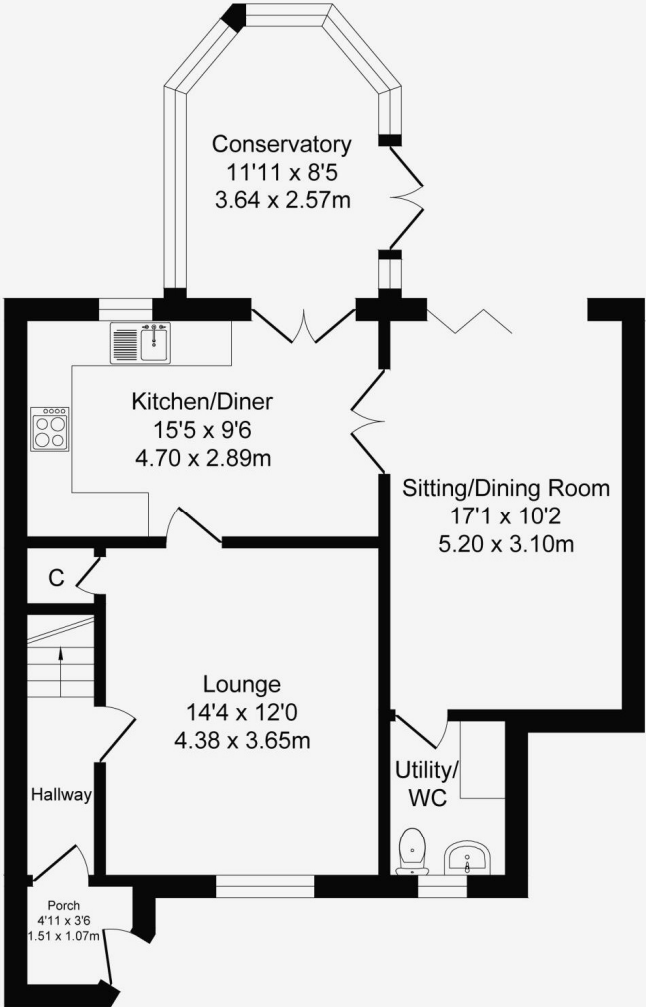 Conservatory
11'11 x 8'5
3.64 x 2.57m
Kitchen/Diner
15'5 x 9'6
4.70 x 2.89m
Sitting/Dining Room
17'1 x 10'2
5.20 x 3.10m
C
Lounge
14'4 x 12'0
4.38 x 3.65m
Utility/
WC
Hallway
Porch
4'11 x 3'6
1.51 x 1.07m